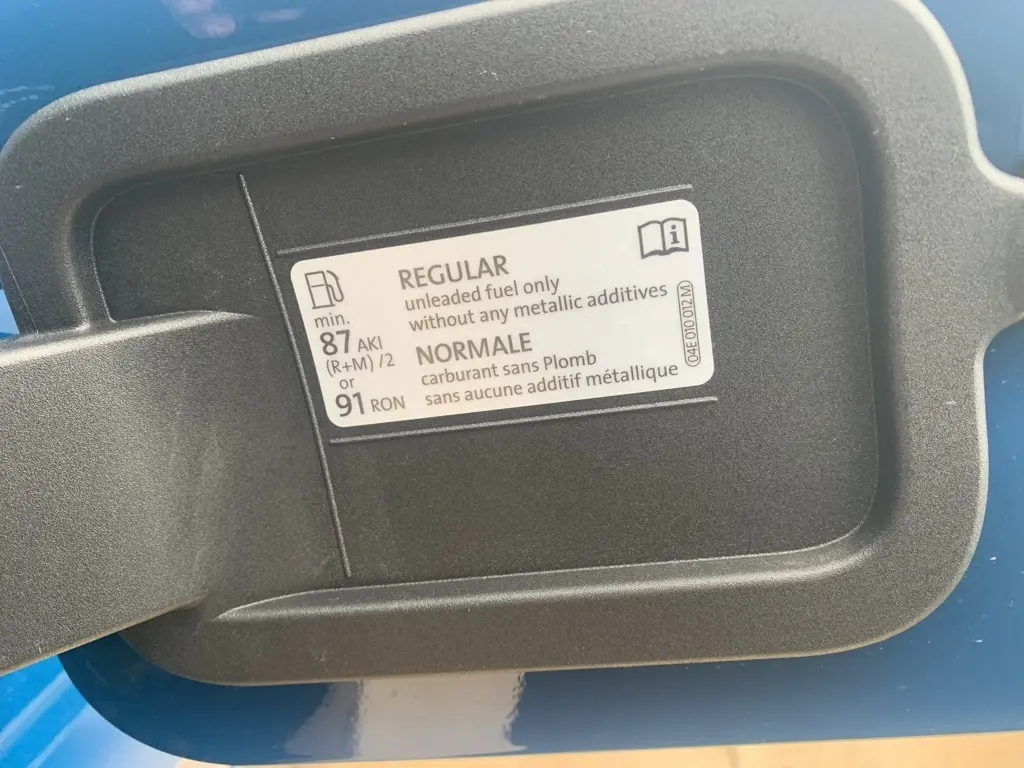 min.
87 AKI
(R+M) /2
or
91 RON
REGULAR
unleaded fuel only
without any metallic additives
NORMALE
carburant sans Plomb
sans aucune additif métallique
i
04E 010 012 M